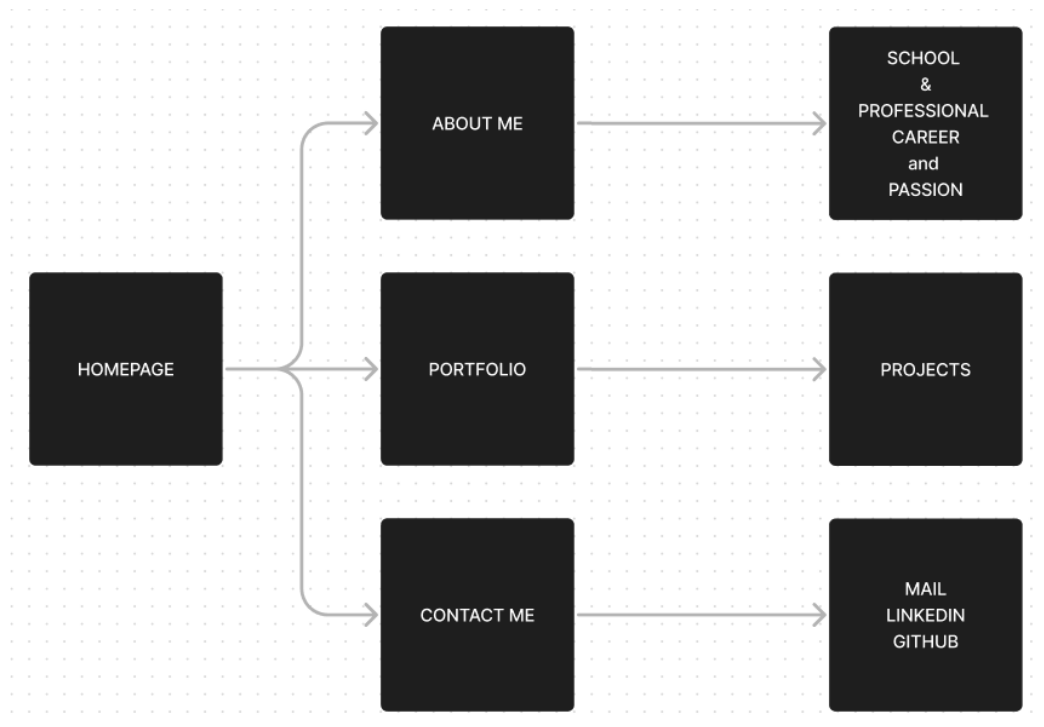 HOMEPAGE
ABOUT ME
SCHOOL
&
PROFESSIONAL
CAREER
and
PASSION
PORTFOLIO
PROJECTS
CONTACT ME
MAIL
LINKEDIN
GITHUB